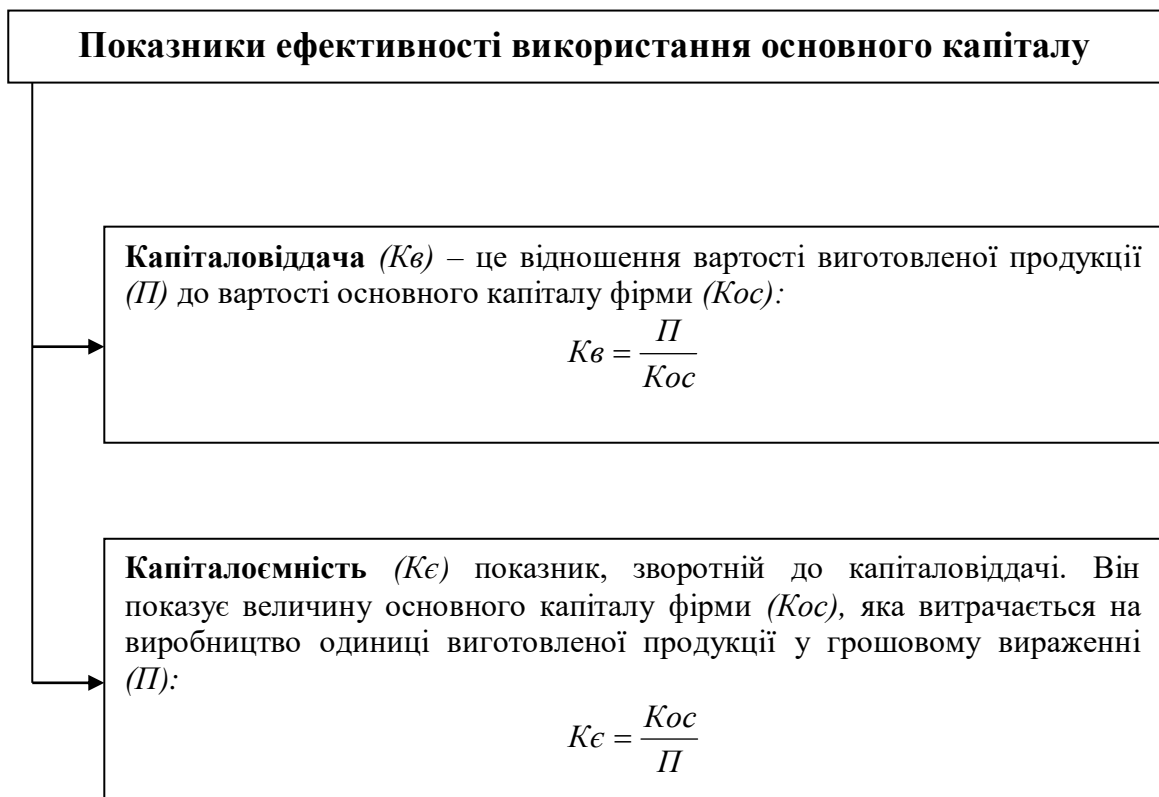 Показники ефективності використання основного капіталу
Капіталовіддача (Кв) – це відношення вартості виготовленої продукції
(П) до вартості основного капіталу фірми (Кос):
Кв = П / Кос
Капіталоємність (Кє) показник, зворотній до капіталовіддачі. Він
показує величину основного капіталу фірми (Кос), яка витрачається на
виробництво одиниці виготовленої продукції у грошовому вираженні
(П):
Кє = Кос / П